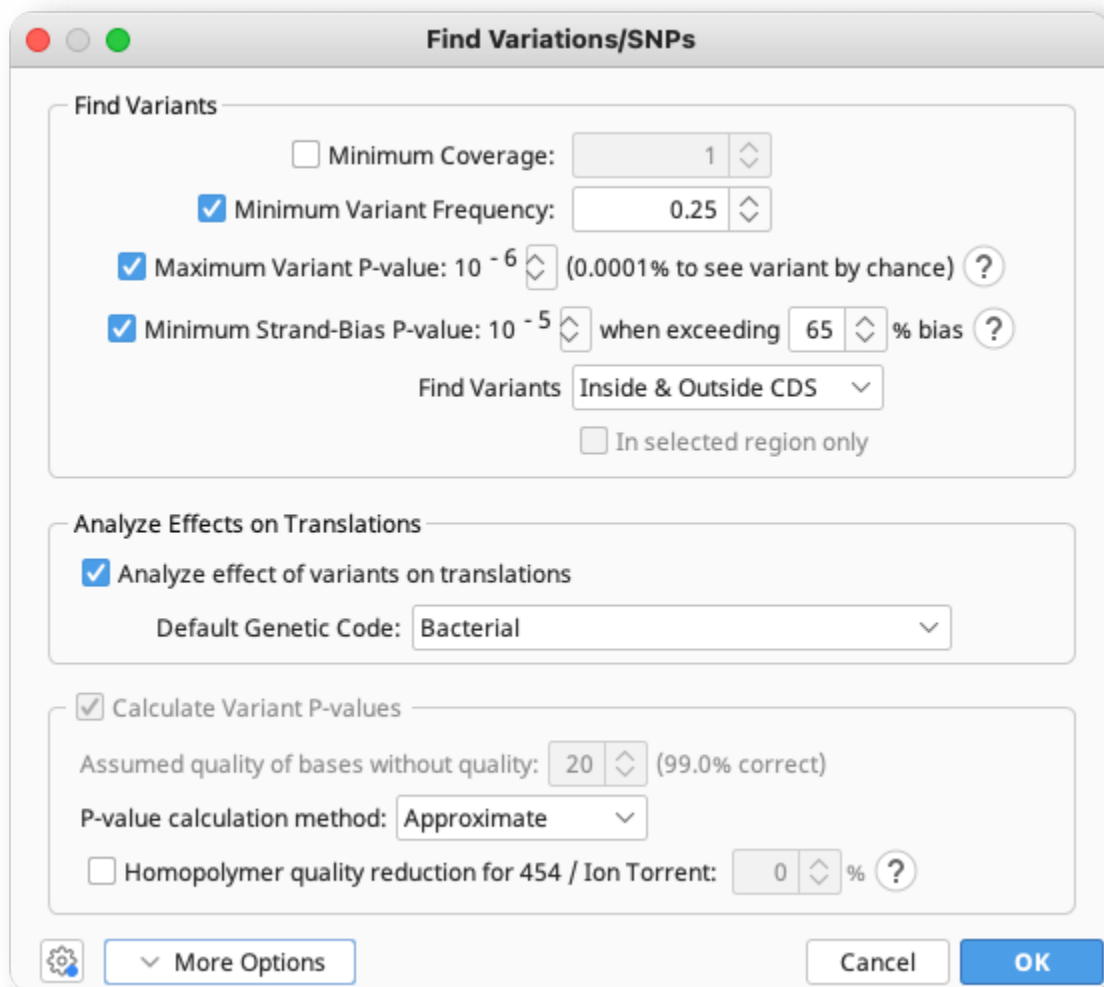 Find Variations/SNPs
Find Variants
Minimum Coverage: 1
Minimum Variant Frequency: 0.25
Maximum Variant P-value: 10 - 6 (0.0001% to see variant by chance) ?
Minimum Strand-Bias P-value: 10 - 5 when exceeding 65 % bias ?
Find Variants Inside & Outside CDS
In selected region only
Analyze Effects on Translations
Analyze effect of variants on translations
Default Genetic Code: Bacterial
Calculate Variant P-values
Assumed quality of bases without quality: 20 (99.0% correct)
P-value calculation method: Approximate
Homopolymer quality reduction for 454 / Ion Torrent: 0 % ?
More Options Cancel OK